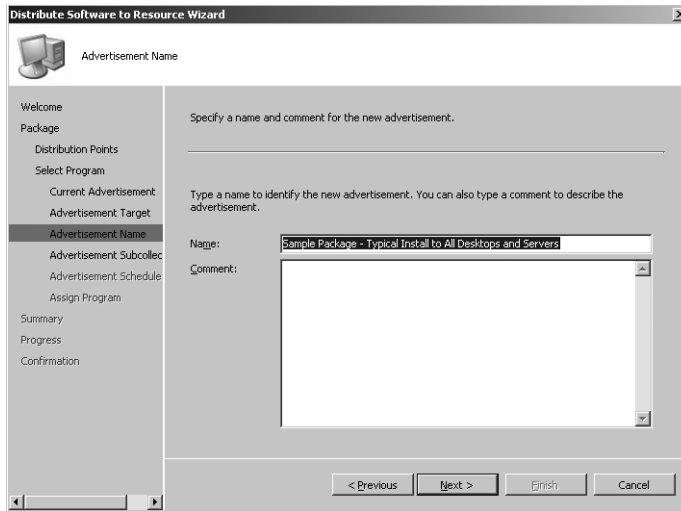 Distribute Software to Resource Wizard
Advertisement Name
Welcome
Package
Distribution Points
Select Program
Current Advertisement
Advertisement Target
Advertisement Name
Advertisement Subcollec
Advertisement Schedule
Assign Program
Summary
Progress
Confirmation
Specify a name and comment for the new advertisement.
Type a name to identify the new advertisement. You can also type a comment to describe the
advertisement.
Name:
Sample Package - Typical Install to All Desktops and Servers
Comment:
< Previous
Next >
Finish
Cancel